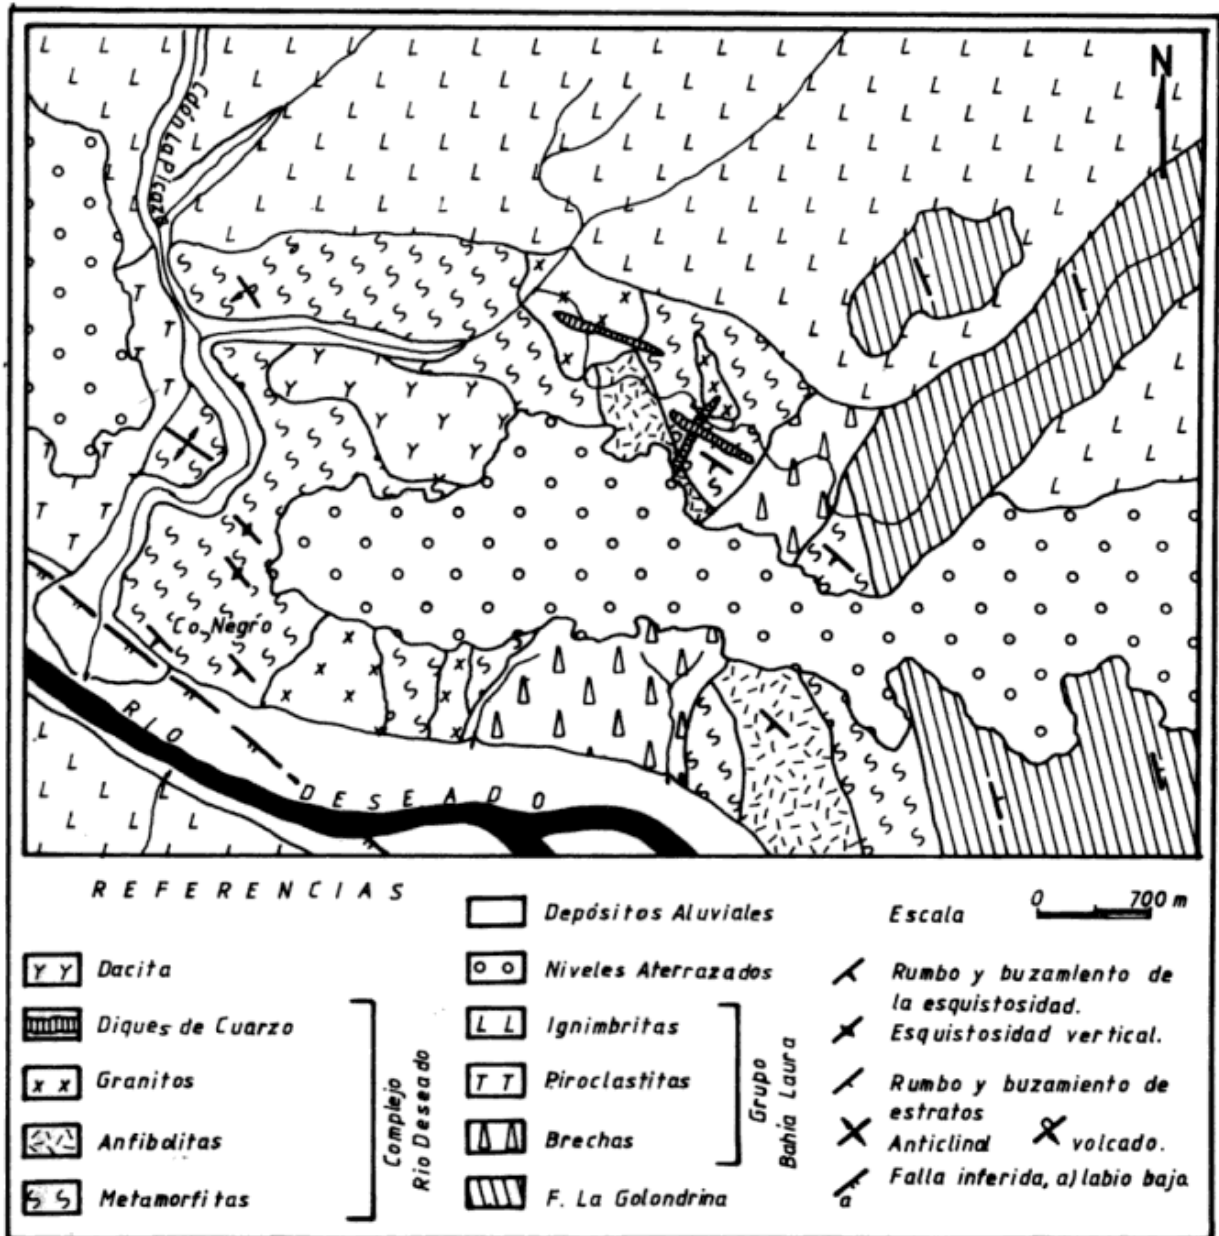 N
Cdón La Picaza
Co. Negro
RIO
DESEADO
REFERENCIAS
Dacita
Diques de Cuarzo
Granitos
Anfibolitas
Metamorfitas
Complejo
Rio Deseado
Depósitos Aluviales
Niveles Aterrazados
Ignimbritas
Piroclastitas
Brechas
F. La Golondrina
Grupo
Bahía Laura
Escala
0 700 m
Rumbo y buzamiento de
la esquistosidad.
Esquistosidad vertical.
Rumbo y buzamiento de
estratos
Anticlinal volcado.
Falla inferida, a) labio bajo
a